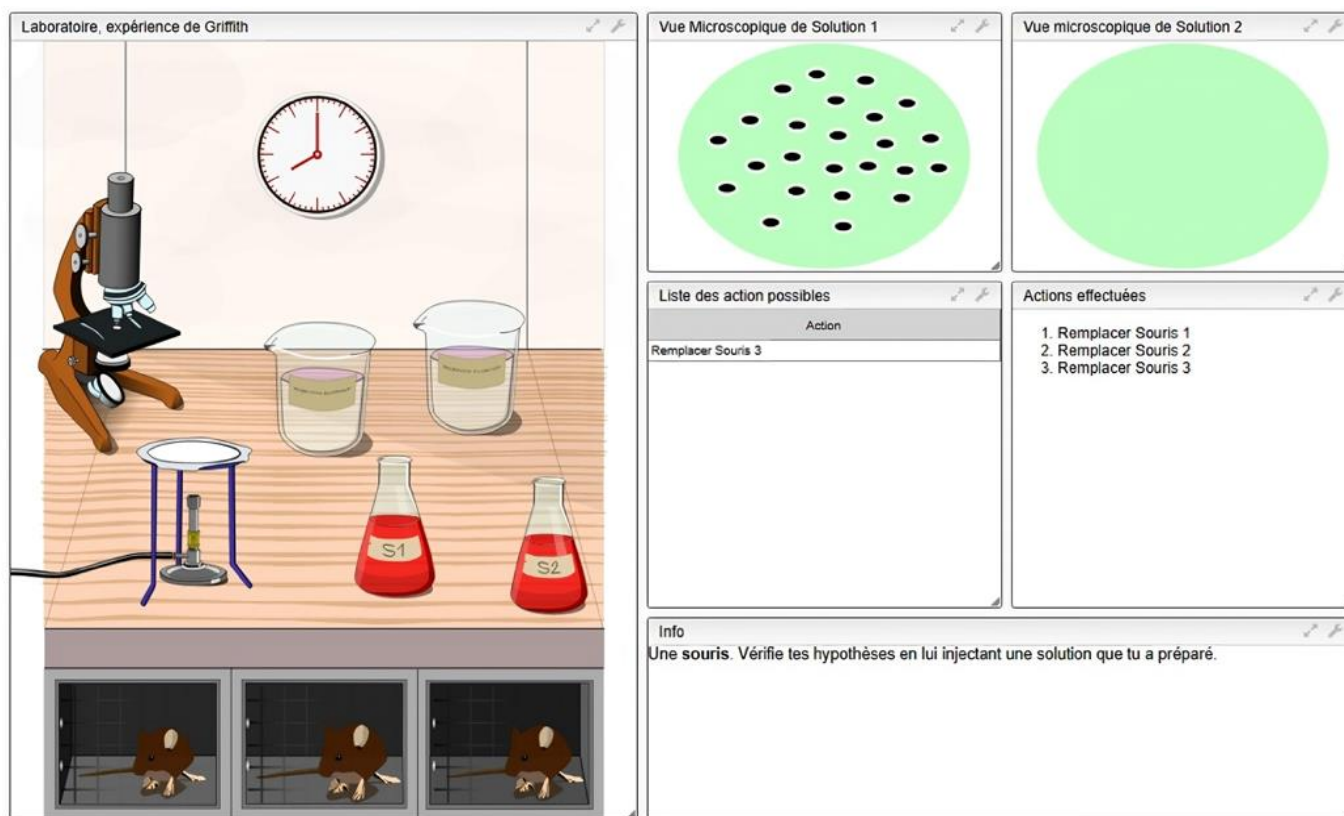 Laboratoire, expérience de Griffith
S1
S2
Vue Microscopique de Solution 1
Vue microscopique de Solution 2
Liste des action possibles
Action
Remplacer Souris 3
Actions effectuées
1. Remplacer Souris 1
2. Remplacer Souris 2
3. Remplacer Souris 3
Info
Une souris. Vérifie tes hypothèses en lui injectant une solution que tu a préparé.